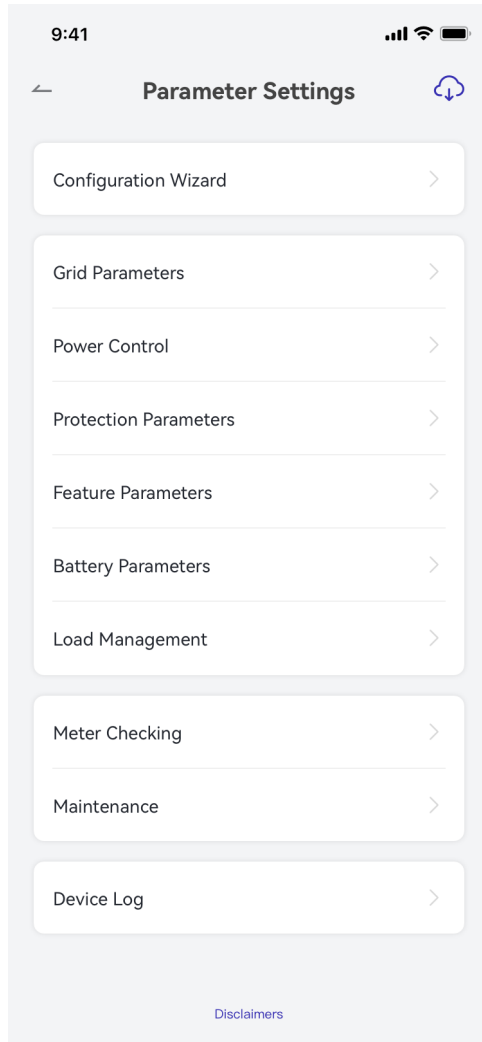 9:41
Parameter Settings
Configuration Wizard
Grid Parameters
Power Control
Protection Parameters
Feature Parameters
Battery Parameters
Load Management
Meter Checking
Maintenance
Device Log
Disclaimers